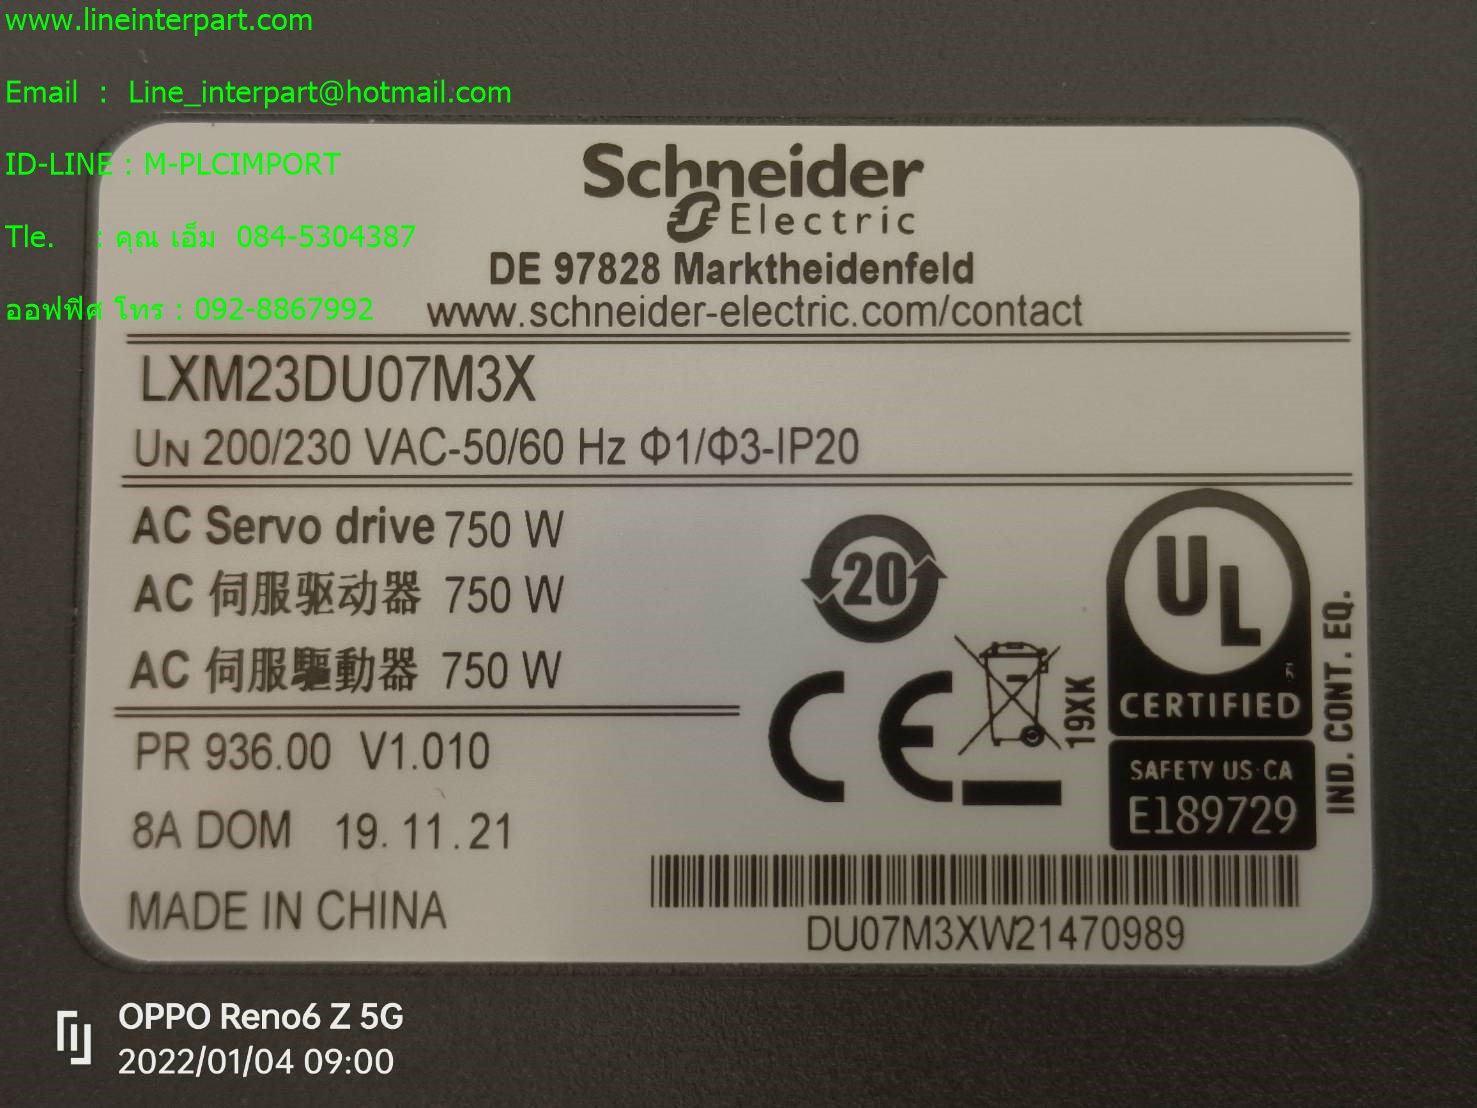 www.lineinterpart.com
Email : Line_interpart@hotmail.com
ID-LINE : M-PLCIMPORT
Tle. : คุณ เอ็ม 084-5304387
ออฟฟิศ โทร : 092-8867992
Schneider
Electric
DE 97828 Marktheidenfeld
www.schneider-electric.com/contact
LXM23DU07M3X
UN 200/230 VAC-50/60 Hz Φ1/Φ3-IP20
AC Servo drive 750 W
AC 伺服驱动器 750 W
AC 伺服驅動器 750 W
PR 936.00 V1.010
8A DOM 19.11.21
MADE IN CHINA
20
CE
19XK
UL
CERTIFIED
SAFETY US·CA
E189729
IND. CONT. EQ.
DU07M3XW21470989
OPPO Reno6 Z 5G
2022/01/04 09:00